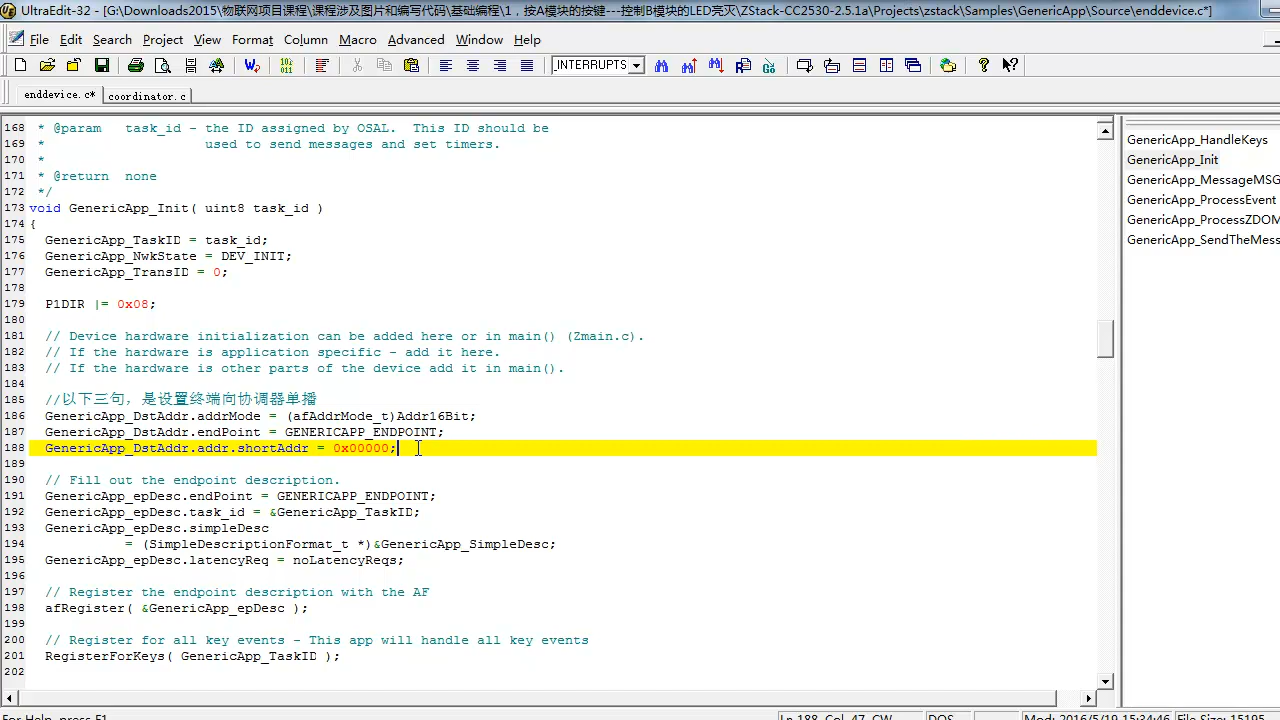 UltraEdit-32 - [G:\Downloads2015\物联网项目课程\课程涉及图片和编写代码\基础编程\1，按A模块的按键---控制B模块的LED亮灭\ZStack-CC2530-2.5.1a\Projects\zstack\Samples\GenericApp\Source\enddevice.c*]
File Edit Search Project View Format Column Macro Advanced Window Help
_INTERRUPTS
enddevice.c* coordinator.c
168 * @param task_id - the ID assigned by OSAL. This ID should be
169 * used to send messages and set timers.
170 *
171 * @return none
172 */
173 void GenericApp_Init( uint8 task_id )
174 {
175 GenericApp_TaskID = task_id;
176 GenericApp_NwkState = DEV_INIT;
177 GenericApp_TransID = 0;
178
179 P1DIR |= 0x08;
180
181 // Device hardware initialization can be added here or in main() (Zmain.c).
182 // If the hardware is application specific - add it here.
183 // If the hardware is other parts of the device add it in main().
184
185 //以下三句，是设置终端向协调器单播
186 GenericApp_DstAddr.addrMode = (afAddrMode_t)Addr16Bit;
187 GenericApp_DstAddr.endPoint = GENERICAPP_ENDPOINT;
188 GenericApp_DstAddr.addr.shortAddr = 0x00000;
189
190 // Fill out the endpoint description.
191 GenericApp_epDesc.endPoint = GENERICAPP_ENDPOINT;
192 GenericApp_epDesc.task_id = &GenericApp_TaskID;
193 GenericApp_epDesc.simpleDesc
194 = (SimpleDescriptionFormat_t *)&GenericApp_SimpleDesc;
195 GenericApp_epDesc.latencyReq = noLatencyReqs;
196
197 // Register the endpoint description with the AF
198 afRegister( &GenericApp_epDesc );
199
200 // Register for all key events - This app will handle all key events
201 RegisterForKeys( GenericApp_TaskID );
202
GenericApp_HandleKeys
GenericApp_Init
GenericApp_MessageMSG
GenericApp_ProcessEvent
GenericApp_ProcessZDOM
GenericApp_SendTheMess
For Help, press F1 Ln 188, Col. 47, CW DOS Mod: 2016/5/19 15:34:46 File Size: 15195